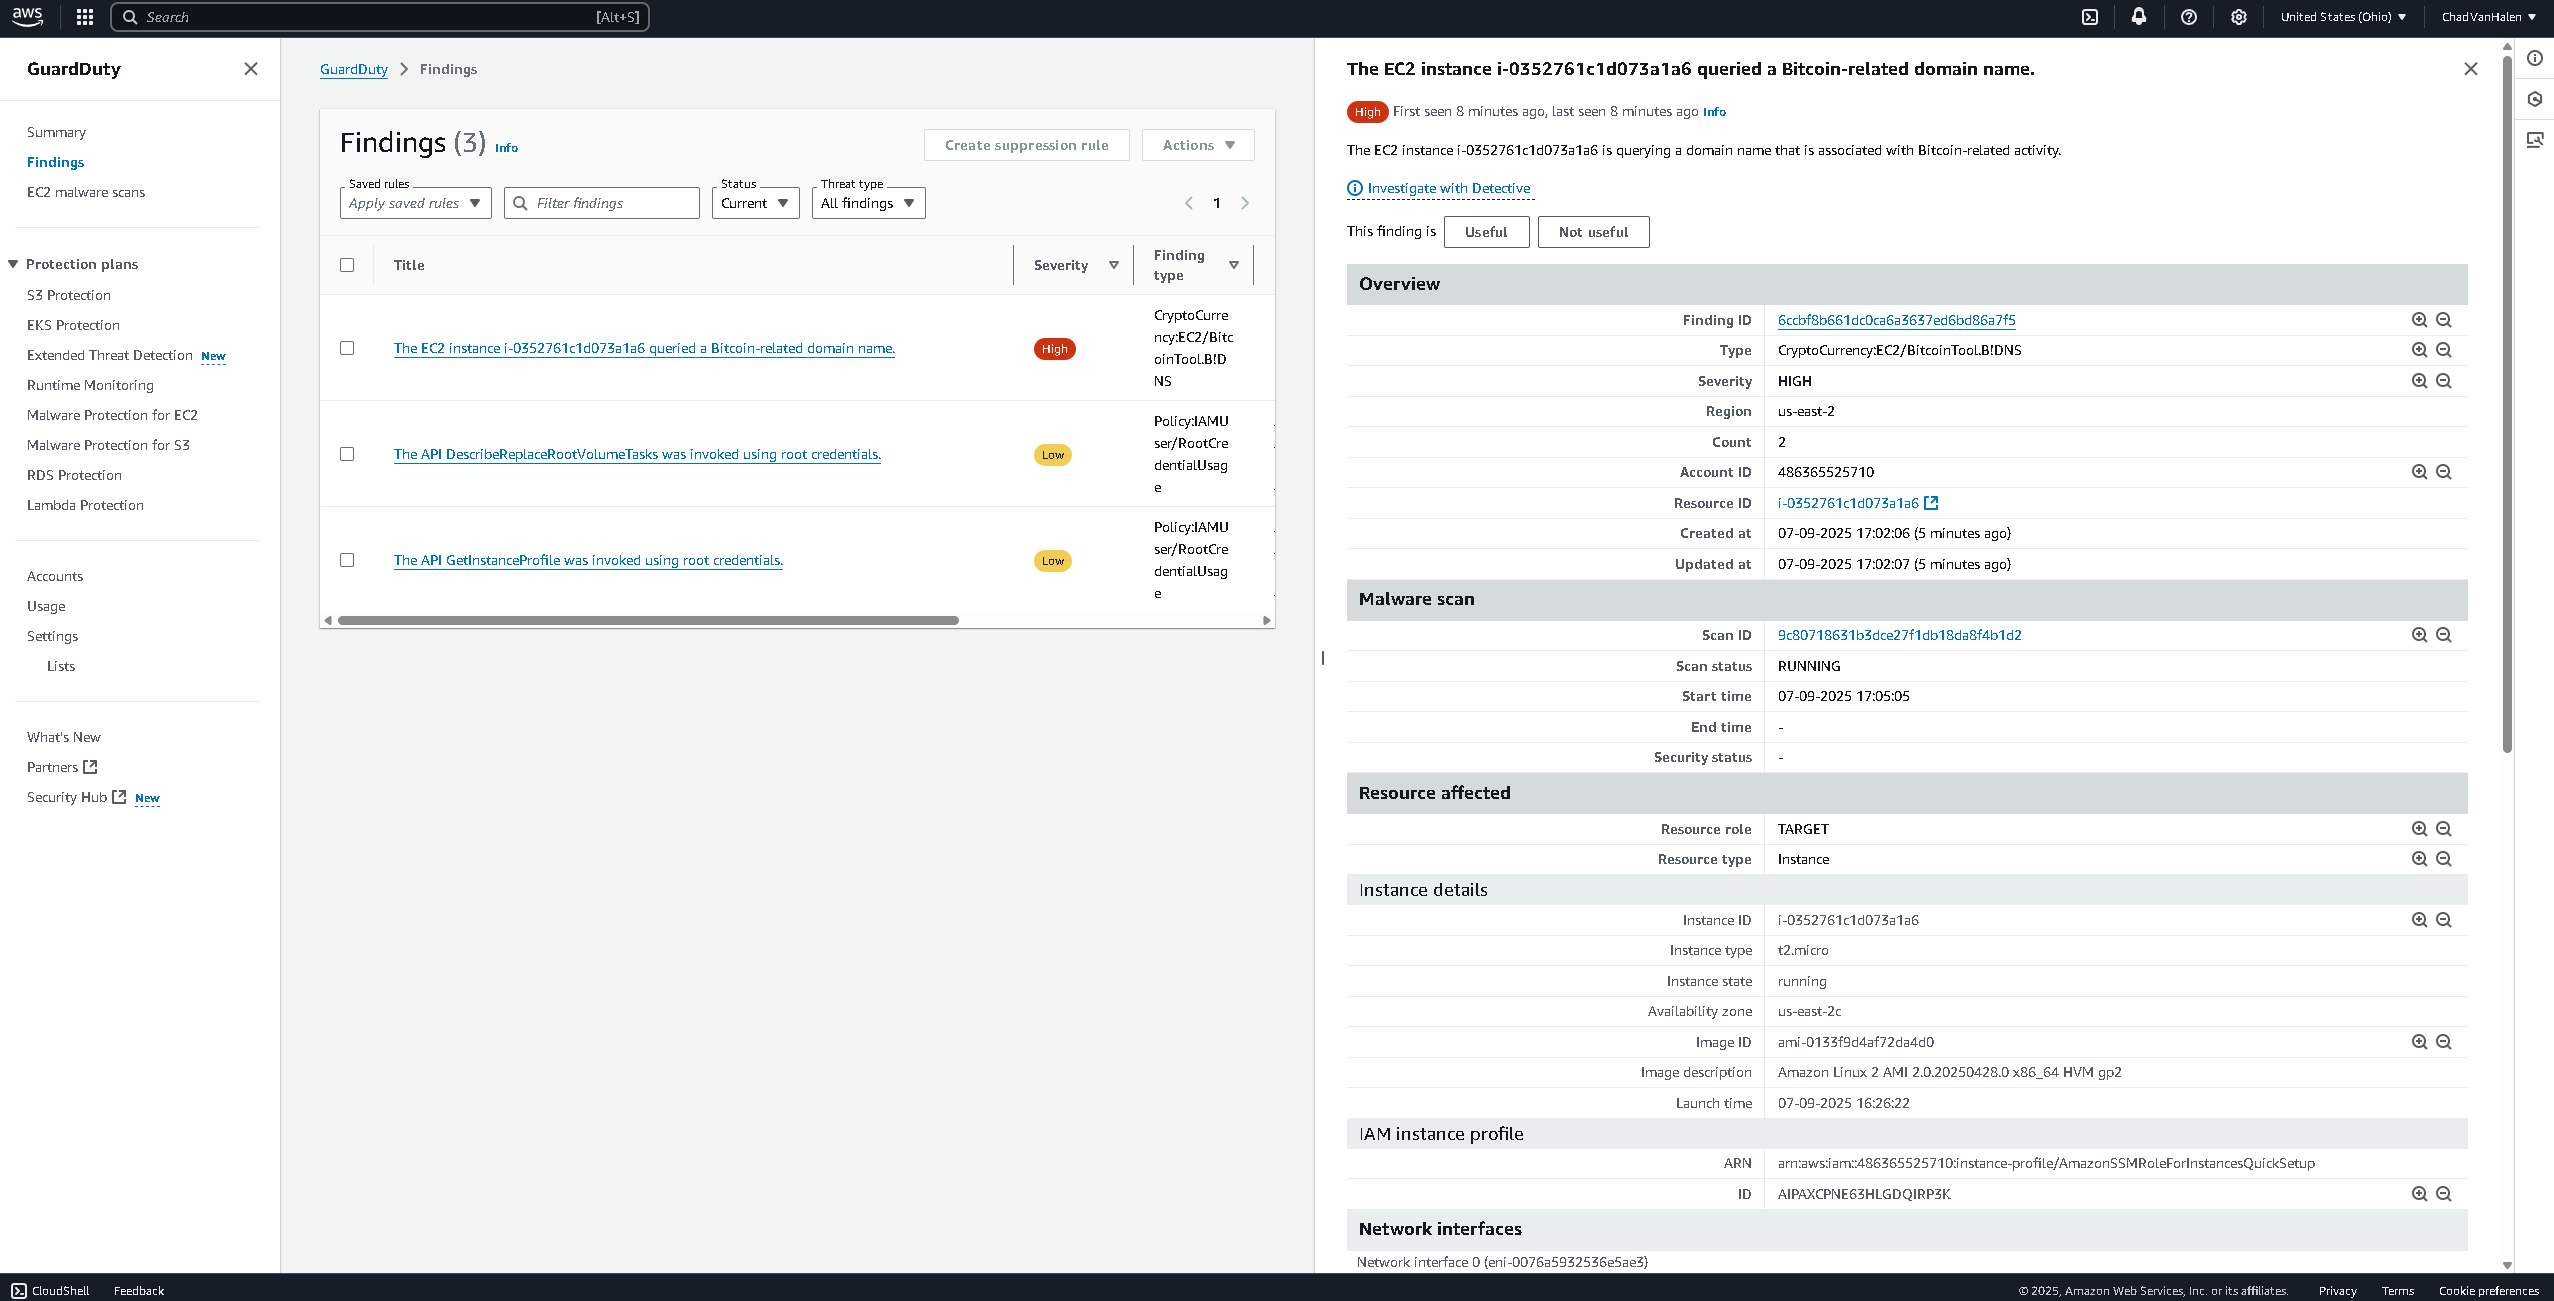 aws
Search
[Alt+S]
United States (Ohio)
ChadVanHalen
GuardDuty
Summary
Findings
EC2 malware scans
Protection plans
S3 Protection
EKS Protection
Extended Threat Detection New
Runtime Monitoring
Malware Protection for EC2
Malware Protection for S3
RDS Protection
Lambda Protection
Accounts
Usage
Settings
Lists
What's New
Partners
Security Hub New
GuardDuty > Findings
Findings (3) Info
Create suppression rule
Actions
Saved rules
Apply saved rules
Filter findings
Status
Current
Threat type
All findings
1
Title
Severity
Finding
type
The EC2 instance i-0352761c1d073a1a6 queried a Bitcoin-related domain name.
High
CryptoCurre
ncy:EC2/Bitc
oinTool.B!D
NS
The API DescribeReplaceRootVolumeTasks was invoked using root credentials.
Low
Policy:IAMU
ser/RootCre
dentialUsag
e
The API GetInstanceProfile was invoked using root credentials.
Low
Policy:IAMU
ser/RootCre
dentialUsag
e
The EC2 instance i-0352761c1d073a1a6 queried a Bitcoin-related domain name.
High First seen 8 minutes ago, last seen 8 minutes ago Info
The EC2 instance i-0352761c1d073a1a6 is querying a domain name that is associated with Bitcoin-related activity.
Investigate with Detective
This finding is Useful Not useful
Overview
Finding ID 6ccbf8b661dc0ca6a3637ed6bd86a7f5
Type CryptoCurrency:EC2/BitcoinTool.B!DNS
Severity HIGH
Region us-east-2
Count 2
Account ID 486365525710
Resource ID i-0352761c1d073a1a6
Created at 07-09-2025 17:02:06 (5 minutes ago)
Updated at 07-09-2025 17:02:07 (5 minutes ago)
Malware scan
Scan ID 9c80718631b3dce27f1db18da8f4b1d2
Scan status RUNNING
Start time 07-09-2025 17:05:05
End time -
Security status -
Resource affected
Resource role TARGET
Resource type Instance
Instance details
Instance ID i-0352761c1d073a1a6
Instance type t2.micro
Instance state running
Availability zone us-east-2c
Image ID ami-0133f9d4af72da4d0
Image description Amazon Linux 2 AMI 2.0.20250428.0 x86_64 HVM gp2
Launch time 07-09-2025 16:26:22
IAM instance profile
ARN arn:aws:iam::486365525710:instance-profile/AmazonSSMRoleForInstancesQuickSetup
ID AIPAXCPNE63HLGDQIRP3K
Network interfaces
Network interface 0 (eni-0076a5932536e5ae3)
CloudShell
Feedback
© 2025, Amazon Web Services, Inc. or its affiliates.
Privacy
Terms
Cookie preferences